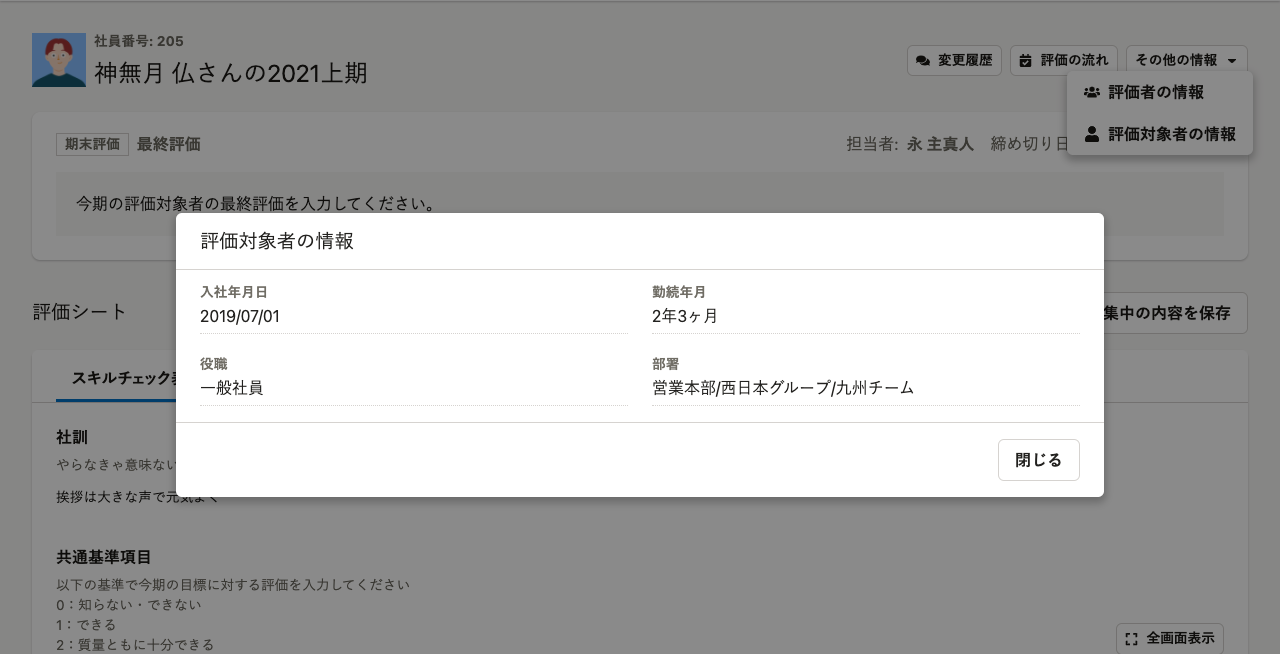 社員番号: 205
神無月 仏さんの2021上期
変更履歴
評価の流れ
その他の情報
評価者の情報
評価対象者の情報
期末評価
最終評価
担当者: 永 主真人
締め切り日
今期の評価対象者の最終評価を入力してください。
評価対象者の情報
入社年月日
2019/07/01
勤続年月
2年3ヶ月
役職
一般社員
部署
営業本部/西日本グループ/九州チーム
閉じる
評価シート
集中の内容を保存
スキルチェック表
社訓
やらなきゃ意味ない
挨拶は大きな声で元気よく
共通基準項目
以下の基準で今期の目標に対する評価を入力してください
0：知らない・できない
1：できる
2：質量ともに十分できる
全画面表示